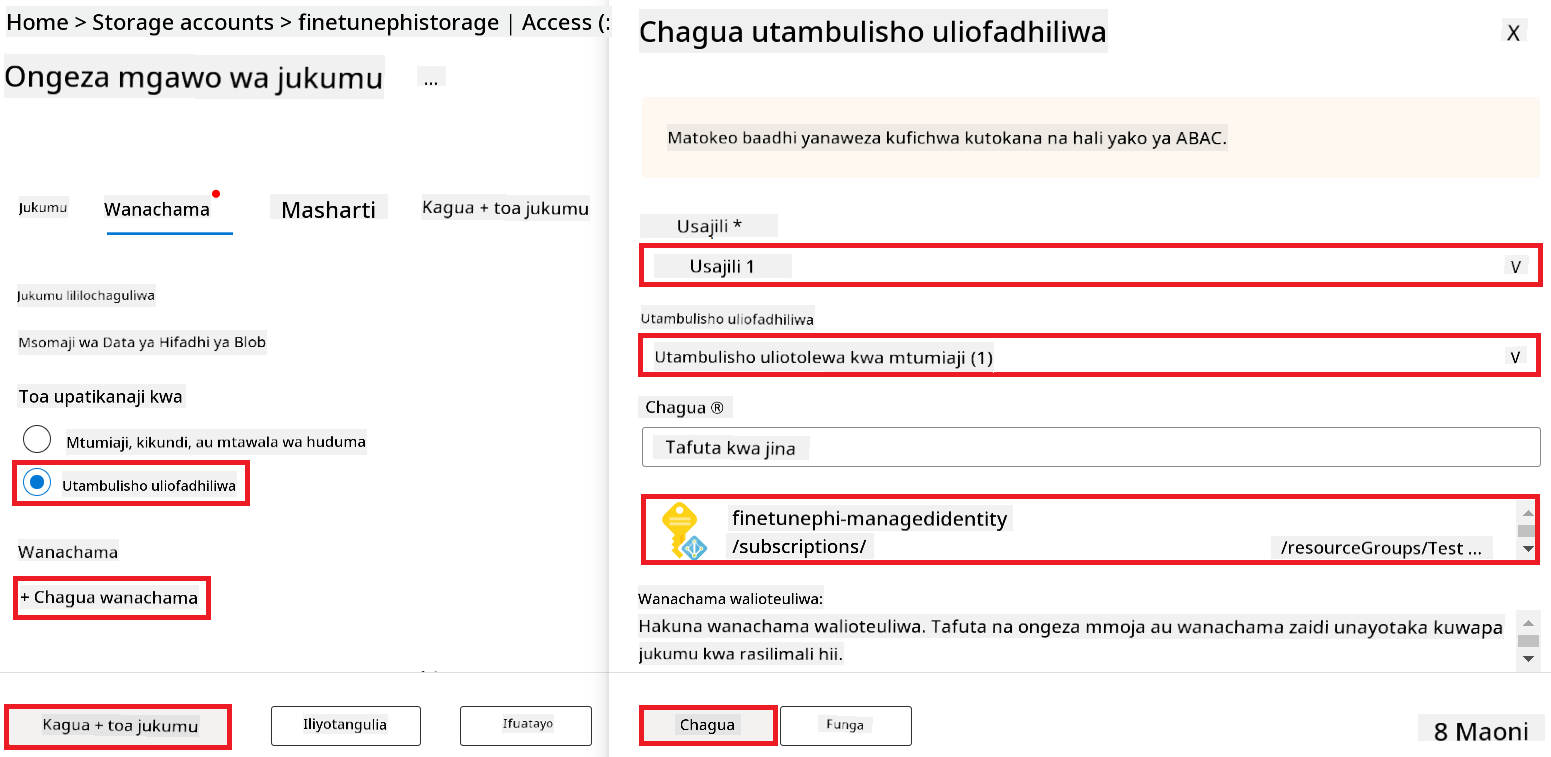 Home > Storage accounts > finetunephistorage | Access (:
Ongeza mgawo wa jukumu ...
Jukumu Wanachama Masharti Kagua + toa jukumu
Jukumu lililochaguliwa
Msomaji wa Data ya Hifadhi ya Blob
Toa upatikanaji kwa
Mtumiaji, kikundi, au mtawala wa huduma
Utambulisho uliofadhiliwa
Wanachama
+ Chagua wanachama
Kagua + toa jukumu Iliyotangulia Ifuatayo
Chagua utambulisho uliofadhiliwa X
Matokeo baadhi yanaweza kufichwa kutokana na hali yako ya ABAC.
Usajili *
Usajili 1 V
Utambulisho uliofadhiliwa
Utambulisho uliotolewa kwa mtumiaji (1) V
Chagua ®
Tafuta kwa jina
finetunephi-managedidentity
/subscriptions/ /resourceGroups/Test ...
Wanachama walioteuliwa:
Hakuna wanachama walioteuliwa. Tafuta na ongeza mmoja au wanachama zaidi unayotaka kuwapa
jukumu kwa rasilimali hii.
Chagua Funga 8 Maoni